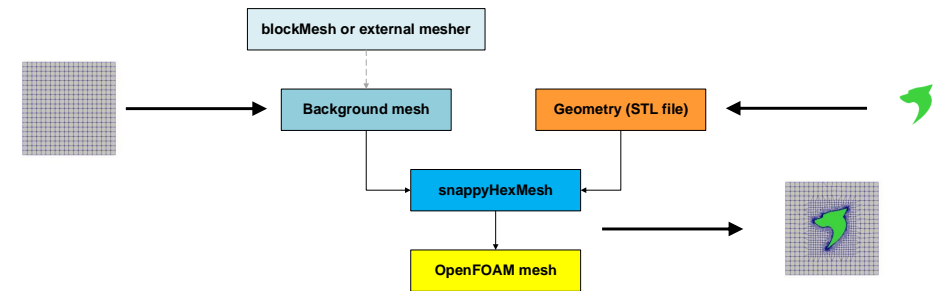 blockMesh or external mesher
Background mesh
Geometry (STL file)
snappyHexMesh
OpenFOAM mesh